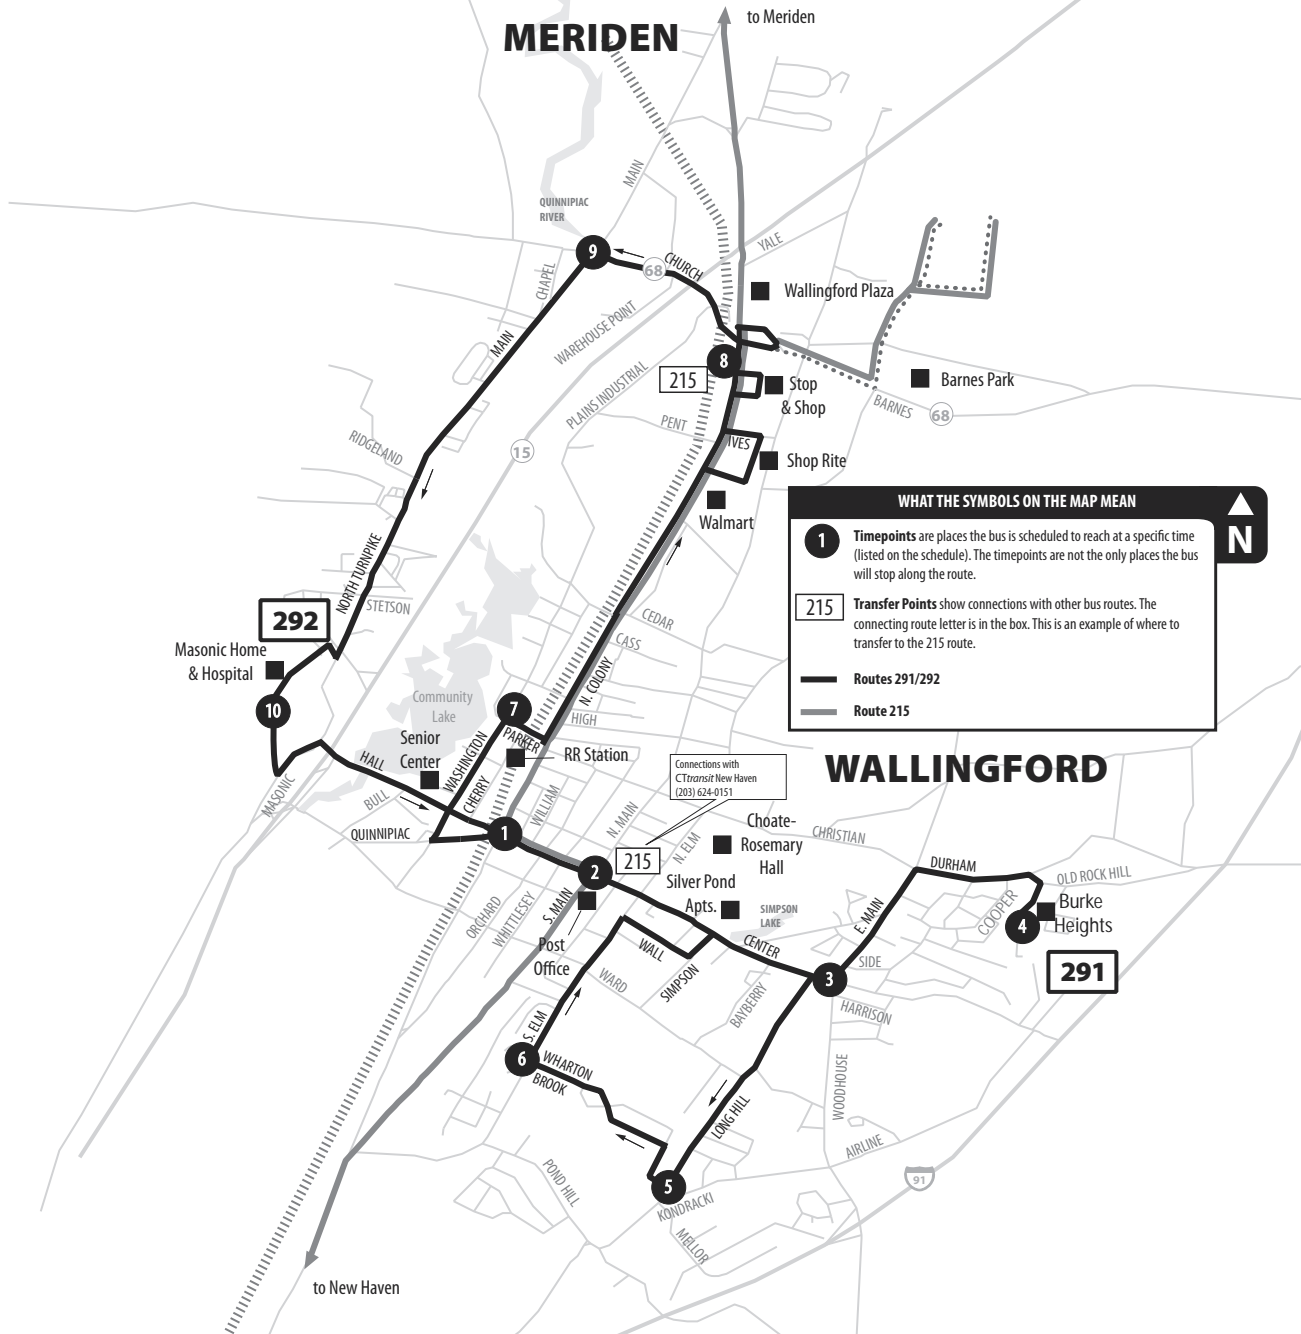 to Meriden
MERIDEN
MAIN
QUINNIPIAC
RIVER
YALE
9
CHURCH
68
CHAPEL
Wallingford Plaza
WAREHOUSE POINT
MAIN
8
215
Stop
& Shop
Barnes Park
BARNES
68
PLAINS INDUSTRIAL
PENT
IVES
RIDGELAND
15
Shop Rite
Walmart
WHAT THE SYMBOLS ON THE MAP MEAN
N
1
Timepoints are places the bus is scheduled to reach at a specific time
(listed on the schedule). The timepoints are not the only places the bus
will stop along the route.
215
Transfer Points show connections with other bus routes. The
connecting route letter is in the box. This is an example of where to
transfer to the 215 route.
Routes 291/292
Route 215
NORTH TURNPIKE
STETSON
292
CEDAR
CASS
Masonic Home
& Hospital
N. COLONY
Community
Lake
10
7
HIGH
PARKER
Senior
Center
WASHINGTON
RR Station
HALL
CHERRY
MASONIC
BULL
WILLIAM
QUINNIPIAC
1
Connections with
CTtransit New Haven
(203) 624-0151
WALLINGFORD
N. MAIN
N. ELM
Choate-
Rosemary
Hall
CHRISTIAN
215
2
DURHAM
OLD ROCK HILL
Silver Pond
Apts.
SIMPSON
LAKE
E. MAIN
COOPER
4
Burke
Heights
291
ORCHARD
WHITTLESEY
S. MAIN
Post
Office
WALL
CENTER
3
SIDE
WARD
SIMPSON
BAYBERRY
HARRISON
S. ELM
6
WHARTON
BROOK
WOODHOUSE
LONG HILL
AIRLINE
POND HILL
5
KONDRACKI
91
MELLOR
to New Haven